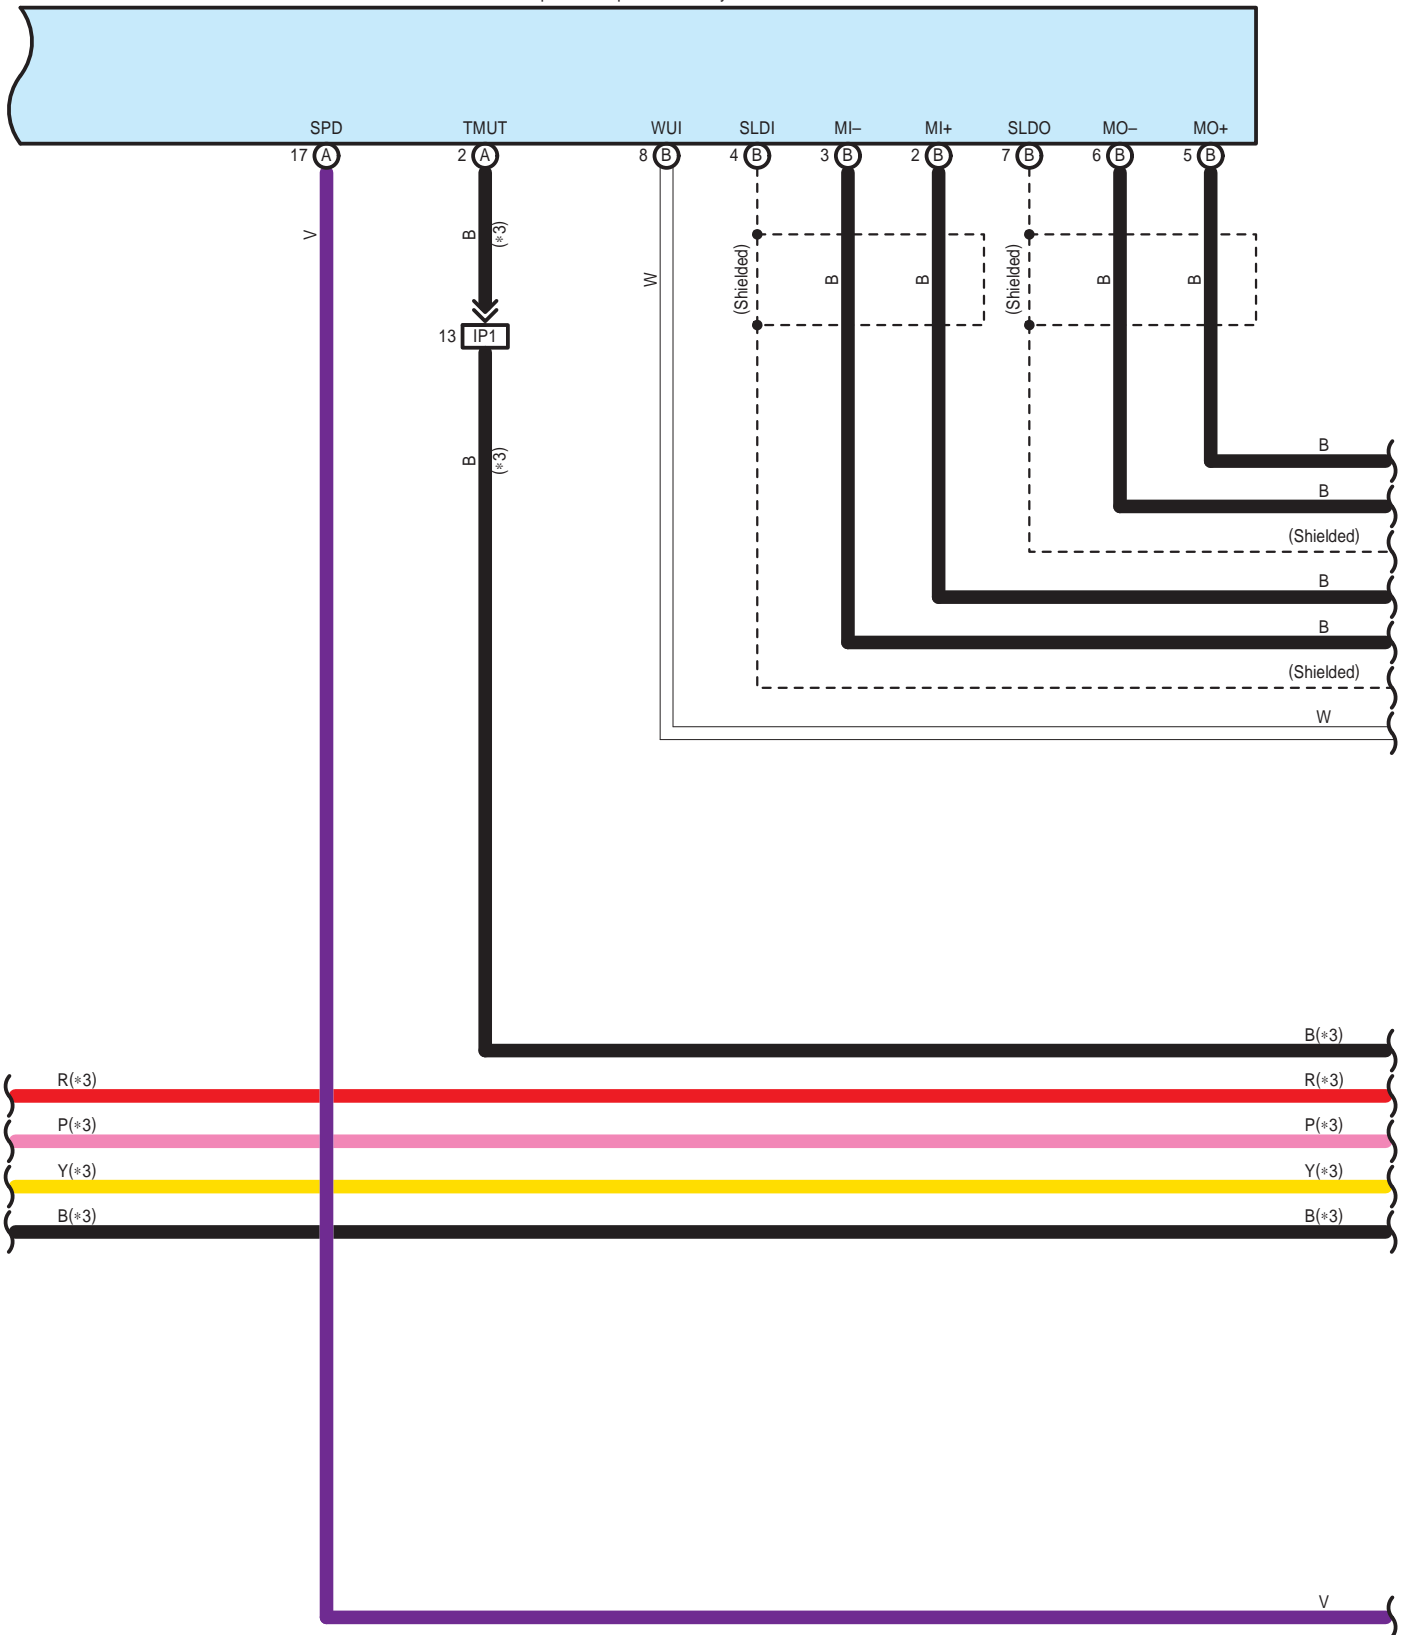 SPD TMUT WUI SLDI MI– MI+ SLDO MO– MO+
17 A 2 A 8 B 4 B 3 B 2 B 7 B 6 B 5 B
V
B
(*3)
W
(Shielded)
B
B
(Shielded)
B
B
13 IP1
B
(*3)
B
B
(Shielded)
B
B
(Shielded)
W
B(*3)
R(*3) R(*3)
P(*3) P(*3)
Y(*3) Y(*3)
B(*3) B(*3)
V